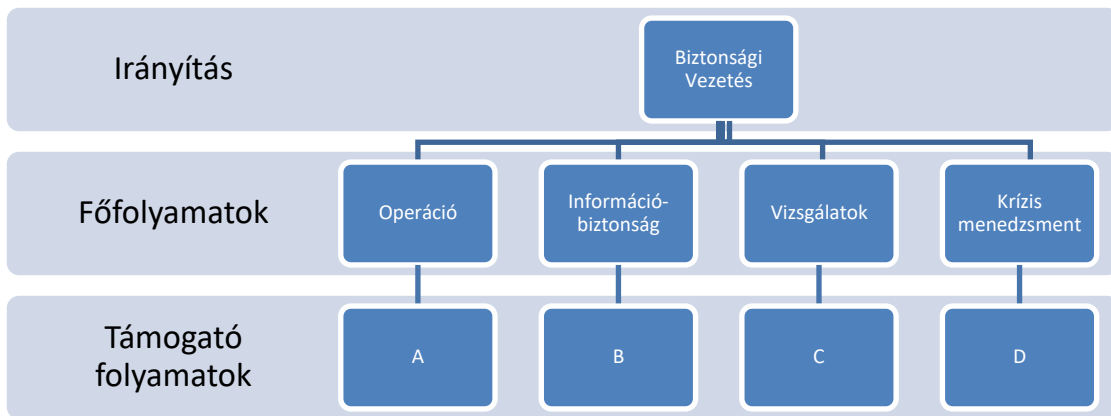 Irányítás
Biztonsági
Vezetés
Főfolyamatok
Operáció
Információ-
biztonság
Vizsgálatok
Krízis
menedzsment
Támogató
folyamatok
A
B
C
D